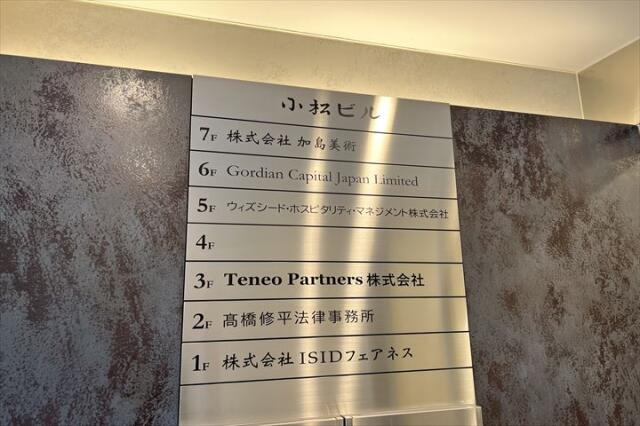 小松ビル
7F 株式会社 加島美術
6F Gordian Capital Japan Limited
5F ウィズシード・ホスピタリティ・マネジメント株式会社
4F
3F Teneo Partners 株式会社
2F 髙橋修平法律事務所
1F 株式会社 ISIDフェアネス